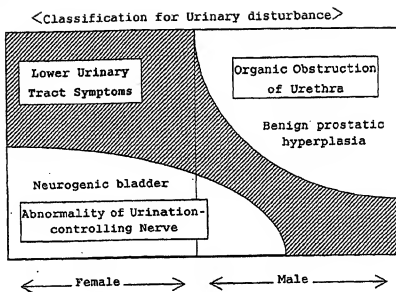 <Classification for Urinary disturbance>
Lower Urinary
Tract Symptoms
Organic Obstruction
of Urethra
Benign prostatic
hyperplasia
Neurogenic bladder
Abnormality of Urination-
controlling Nerve
Female
Male